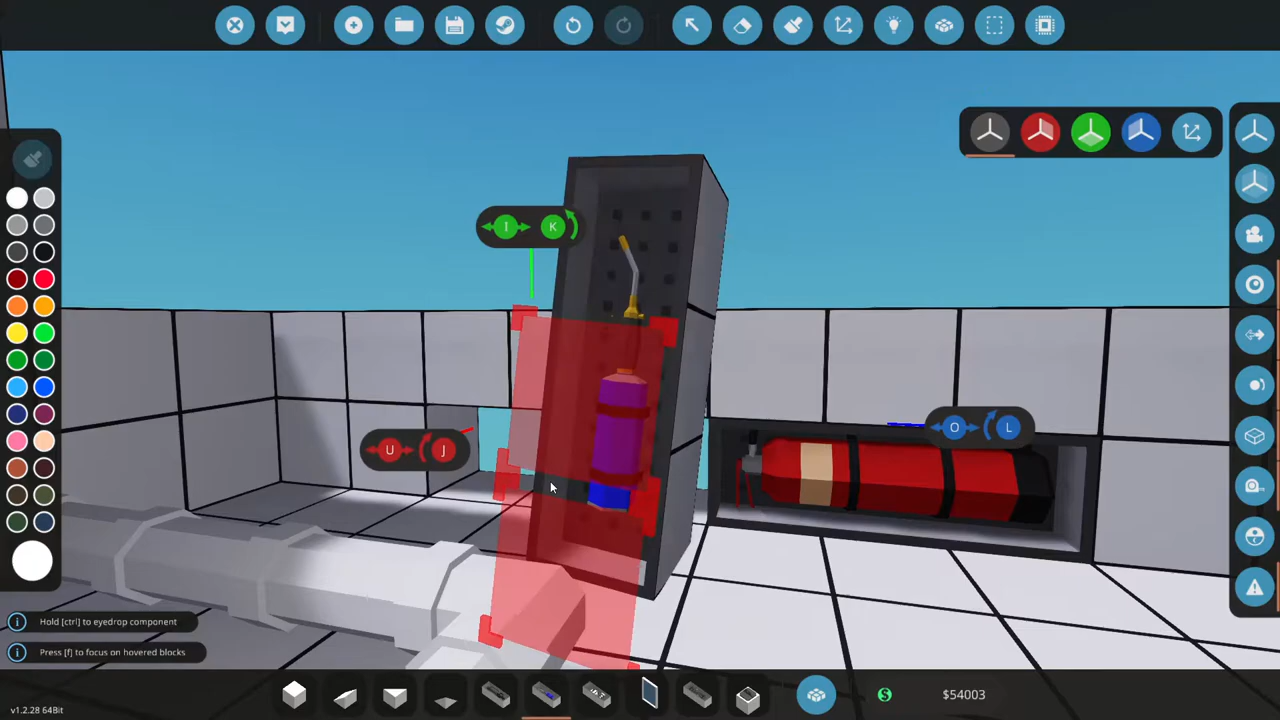 I K
U J
O L
Hold [ctrl] to eyedrop component
Press [f] to focus on hovered blocks
v1.2.28 64Bit
$ $54003